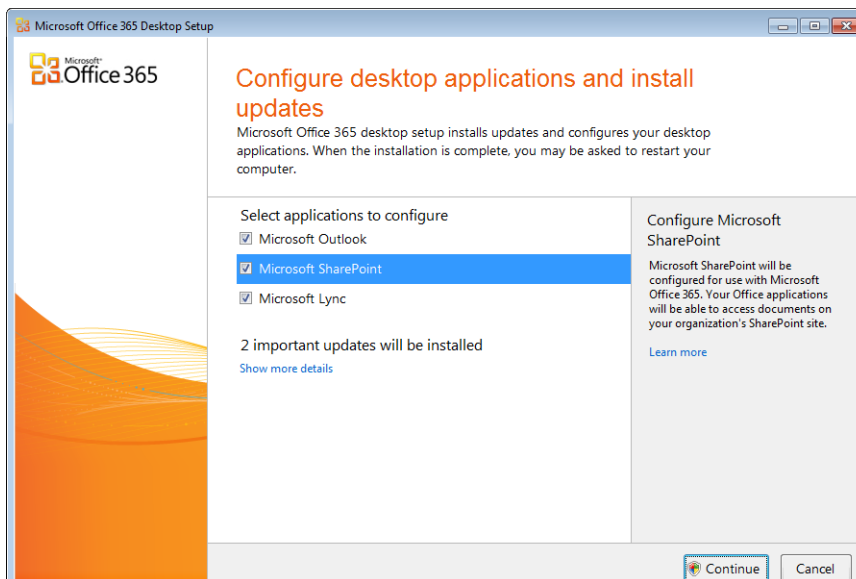 Microsoft Office 365 Desktop Setup
Microsoft®
Office 365
Configure desktop applications and install
updates
Microsoft Office 365 desktop setup installs updates and configures your desktop
applications. When the installation is complete, you may be asked to restart your
computer.
Select applications to configure
Microsoft Outlook
Microsoft SharePoint
Microsoft Lync
2 important updates will be installed
Show more details
Configure Microsoft
SharePoint
Microsoft SharePoint will be
configured for use with Microsoft
Office 365. Your Office applications
will be able to access documents on
your organization's SharePoint site.
Learn more
Continue
Cancel